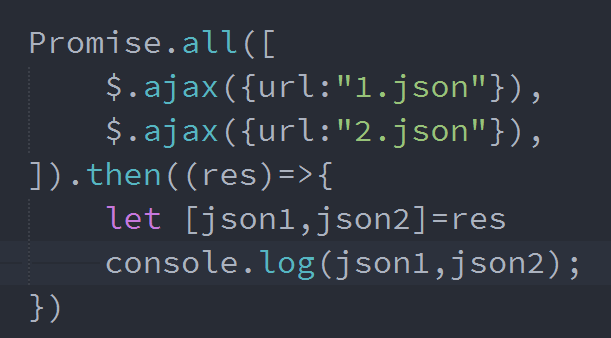 Promise.all([
    $.ajax({url:"1.json"}),
    $.ajax({url:"2.json"}),
]).then((res)=>{
    let [json1,json2]=res
    console.log(json1,json2);
})